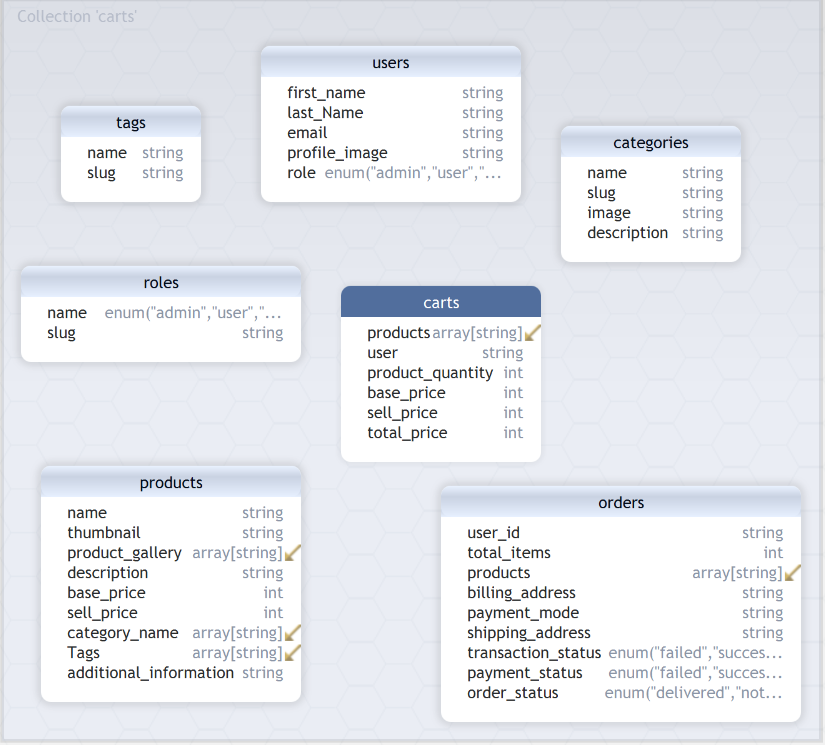 Collection 'carts'
users
first_name string
last_Name string
email string
profile_image string
role enum("admin","user","...
tags
name string
slug string
categories
name string
slug string
image string
description string
roles
name enum("admin","user","...
slug string
carts
products array[string]
user string
product_quantity int
base_price int
sell_price int
total_price int
products
name string
thumbnail string
product_gallery array[string]
description string
base_price int
sell_price int
category_name array[string]
Tags array[string]
additional_information string
orders
user_id string
total_items int
products array[string]
billing_address string
payment_mode string
shipping_address string
transaction_status enum("failed","succes...
payment_status enum("failed","succes...
order_status enum("delivered","not...